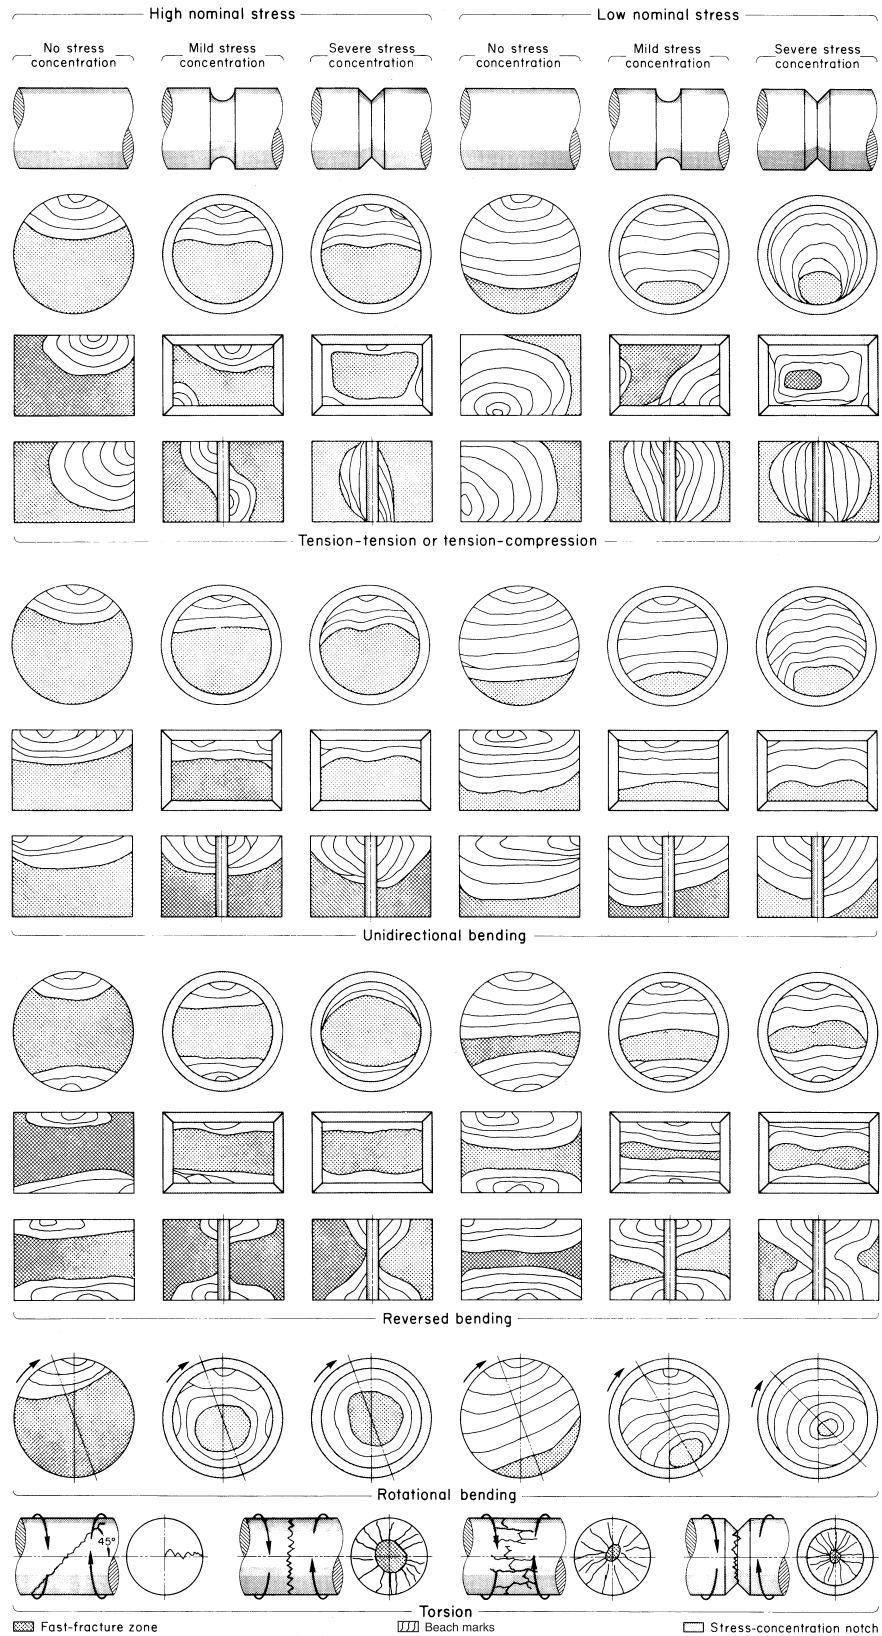 High nominal stress
Low nominal stress
No stress concentration
Mild stress concentration
Severe stress concentration
No stress concentration
Mild stress concentration
Severe stress concentration
Tension-tension or tension-compression
Unidirectional bending
Reversed bending
Rotational bending
45°
Torsion
Fast-fracture zone
Beach marks
Stress-concentration notch